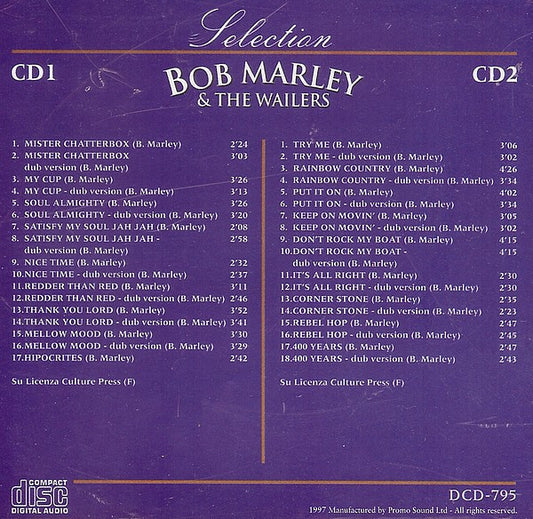 Selection
CD1
BOB MARLEY
& THE WAILERS
CD2
1. MISTER CHATTERBOX (B. Marley) 2'24
2. MISTER CHATTERBOX 3'03
dub version (B. Marley)
3. MY CUP (B. Marley) 3'26
4. MY CUP - dub version (B. Marley) 3'13
5. SOUL ALMIGHTY (B. Marley) 3'26
6. SOUL ALMIGHTY - dub version (B. Marley) 3'20
7. SATISFY MY SOUL JAH JAH (B. Marley) 2'08
8. SATISFY MY SOUL JAH JAH - 2'58
dub version (B. Marley)
9. NICE TIME (B. Marley) 2'32
10.NICE TIME - dub version (B. Marley) 2'37
11.REDDER THAN RED (B. Marley) 3'11
12.REDDER THAN RED - dub version (B. Marley) 2'46
13.THANK YOU LORD (B. Marley) 3'52
14.THANK YOU LORD - dub version (B. Marley) 3'41
15.MELLOW MOOD (B. Marley) 3'30
16.MELLOW MOOD - dub version (B. Marley) 3'29
17.HIPOCRITES (B. Marley) 2'42
Su Licenza Culture Press (F)
1. TRY ME (B. Marley) 3'06
2. TRY ME - dub version (B. Marley) 3'02
3. RAINBOW COUNTRY (B. Marley) 4'26
4. RAINBOW COUNTRY - dub version (B. Marley) 3'34
5. PUT IT ON (B. Marley) 4'02
6. PUT IT ON - dub version (B. Marley) 3'34
7. KEEP ON MOVIN' (B. Marley) 3'05
8. KEEP ON MOVIN' - dub version (B. Marley) 3'02
9. DON'T ROCK MY BOAT (B. Marley) 4'15
10.DON'T ROCK MY BOAT - 4'15
dub version (B. Marley)
11.IT'S ALL RIGHT (B. Marley) 2'30
12.IT'S ALL RIGHT - dub version (B. Marley) 2'30
13.CORNER STONE (B. Marley) 2'35
14.CORNER STONE - dub version (B. Marley) 2'23
15.REBEL HOP (B. Marley) 2'47
16.REBEL HOP - dub version (B. Marley) 2'45
17.400 YEARS (B. Marley) 2'47
18.400 YEARS - dub version (B. Marley) 2'43
Su Licenza Culture Press (F)
COMPACT
disc
DIGITAL AUDIO
DCD-795
1997 Manufactured by Promo Sound Ltd - All rights reserved.